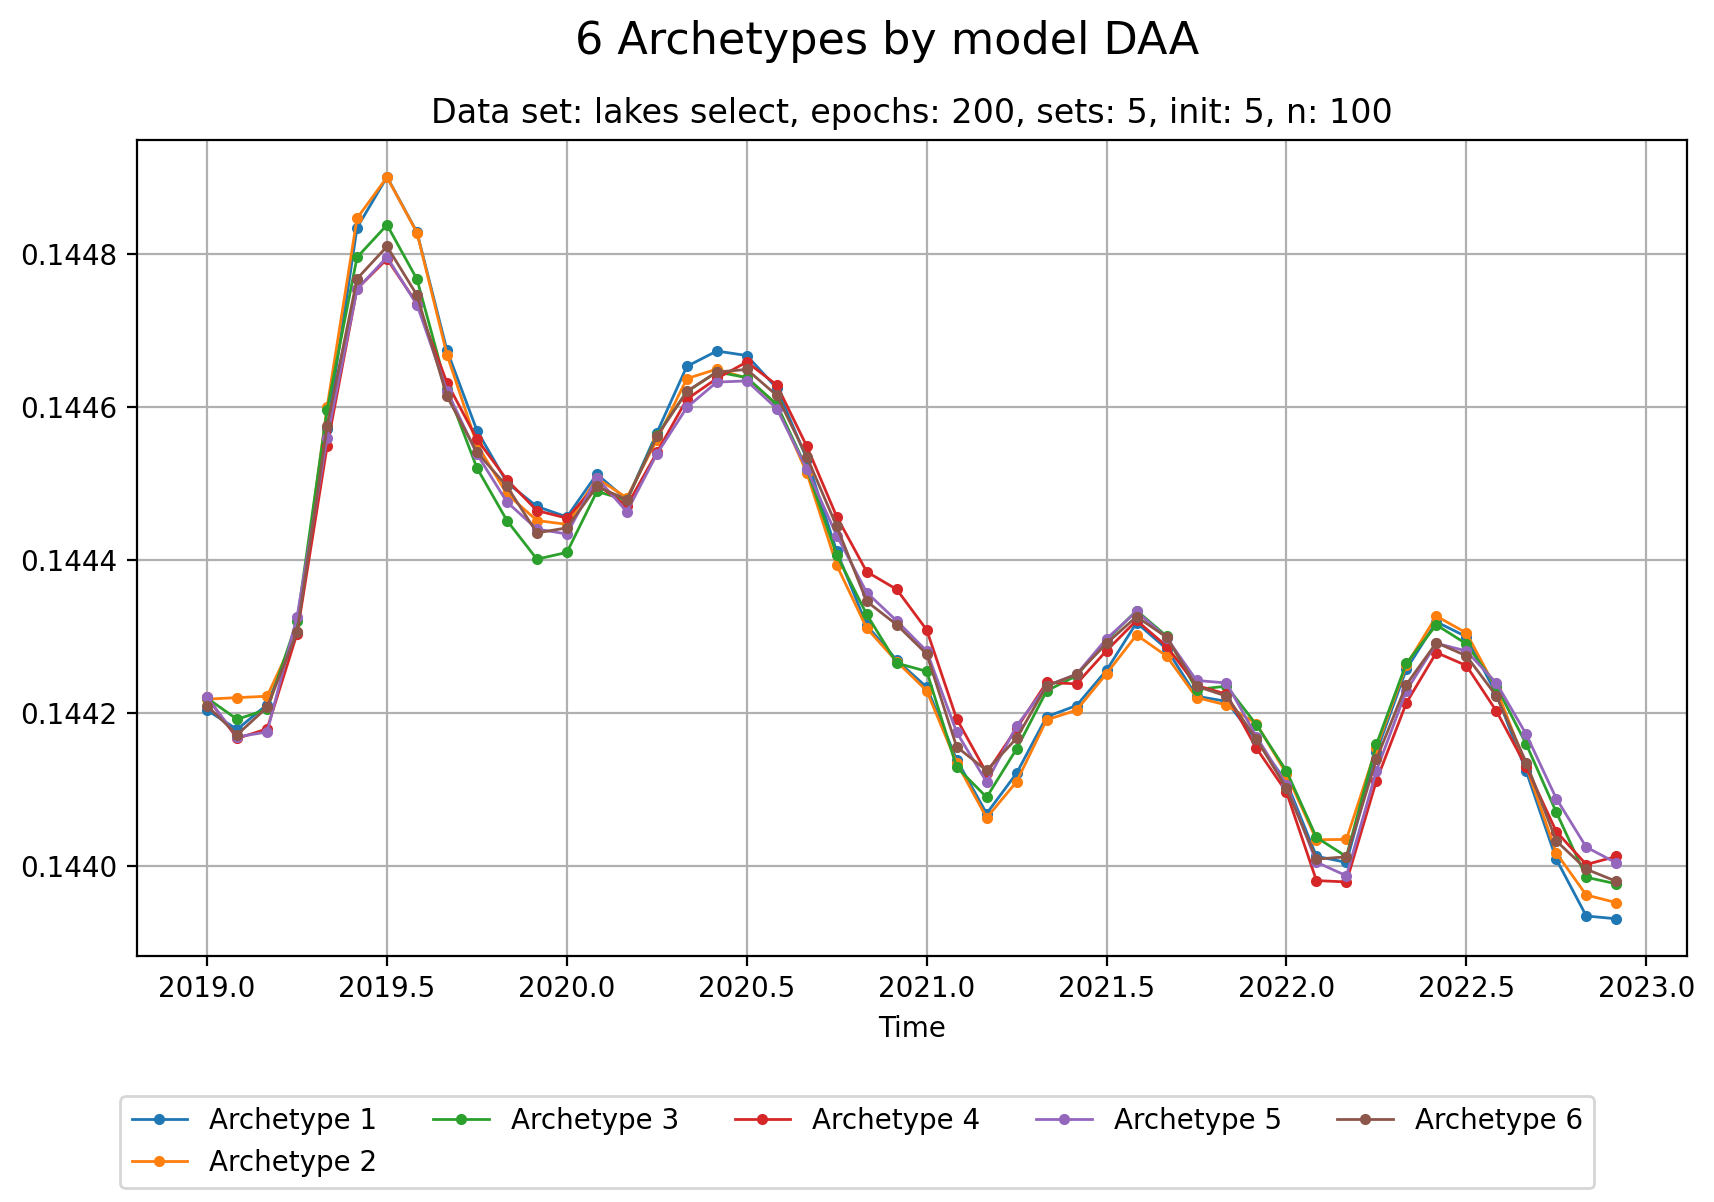 6 Archetypes by model DAA
Data set: lakes select, epochs: 200, sets: 5, init: 5, n: 100
0.1448
0.1446
0.1444
0.1442
0.1440
2019.0 2019.5 2020.0 2020.5 2021.0 2021.5 2022.0 2022.5 2023.0
Time
Archetype 1 Archetype 3 Archetype 4 Archetype 5 Archetype 6
Archetype 2